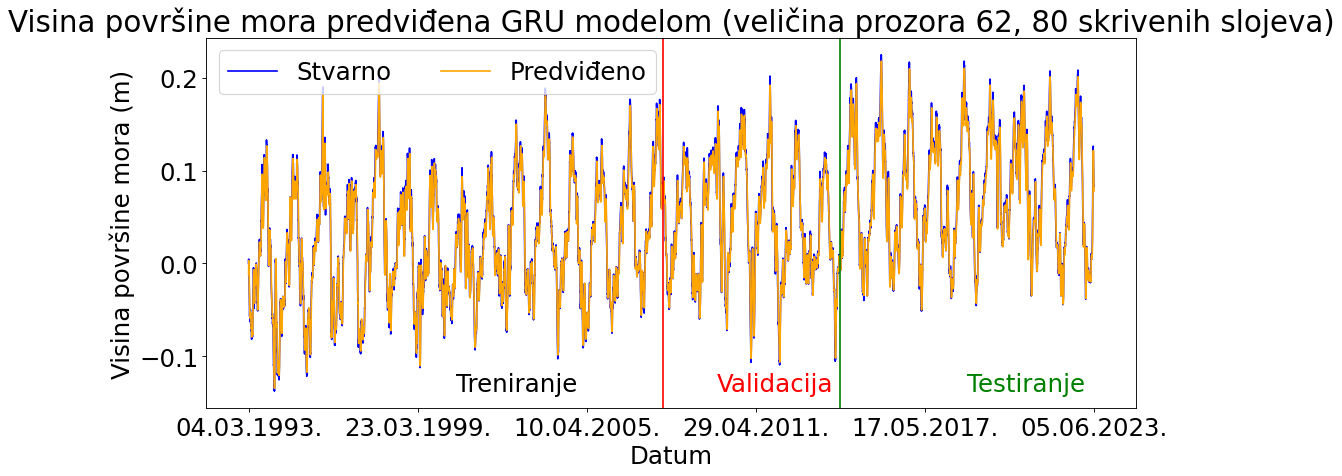 Visina površine mora predviđena GRU modelom (veličina prozora 62, 80 skrivenih slojeva)
Stvarno Predviđeno
Visina površine mora (m)
0.2
0.1
0.0
−0.1
Treniranje Validacija Testiranje
04.03.1993. 23.03.1999. 10.04.2005. 29.04.2011. 17.05.2017. 05.06.2023.
Datum